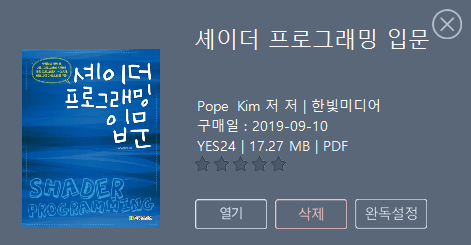 셰이더 프로그래밍 입문
Pope Kim 저 저 | 한빛미디어
구매일 : 2019-09-10
YES24 | 17.27 MB | PDF
열기
삭제
완독설정
셰이더
프로그래밍
입문
SHADER
PROGRAMMING